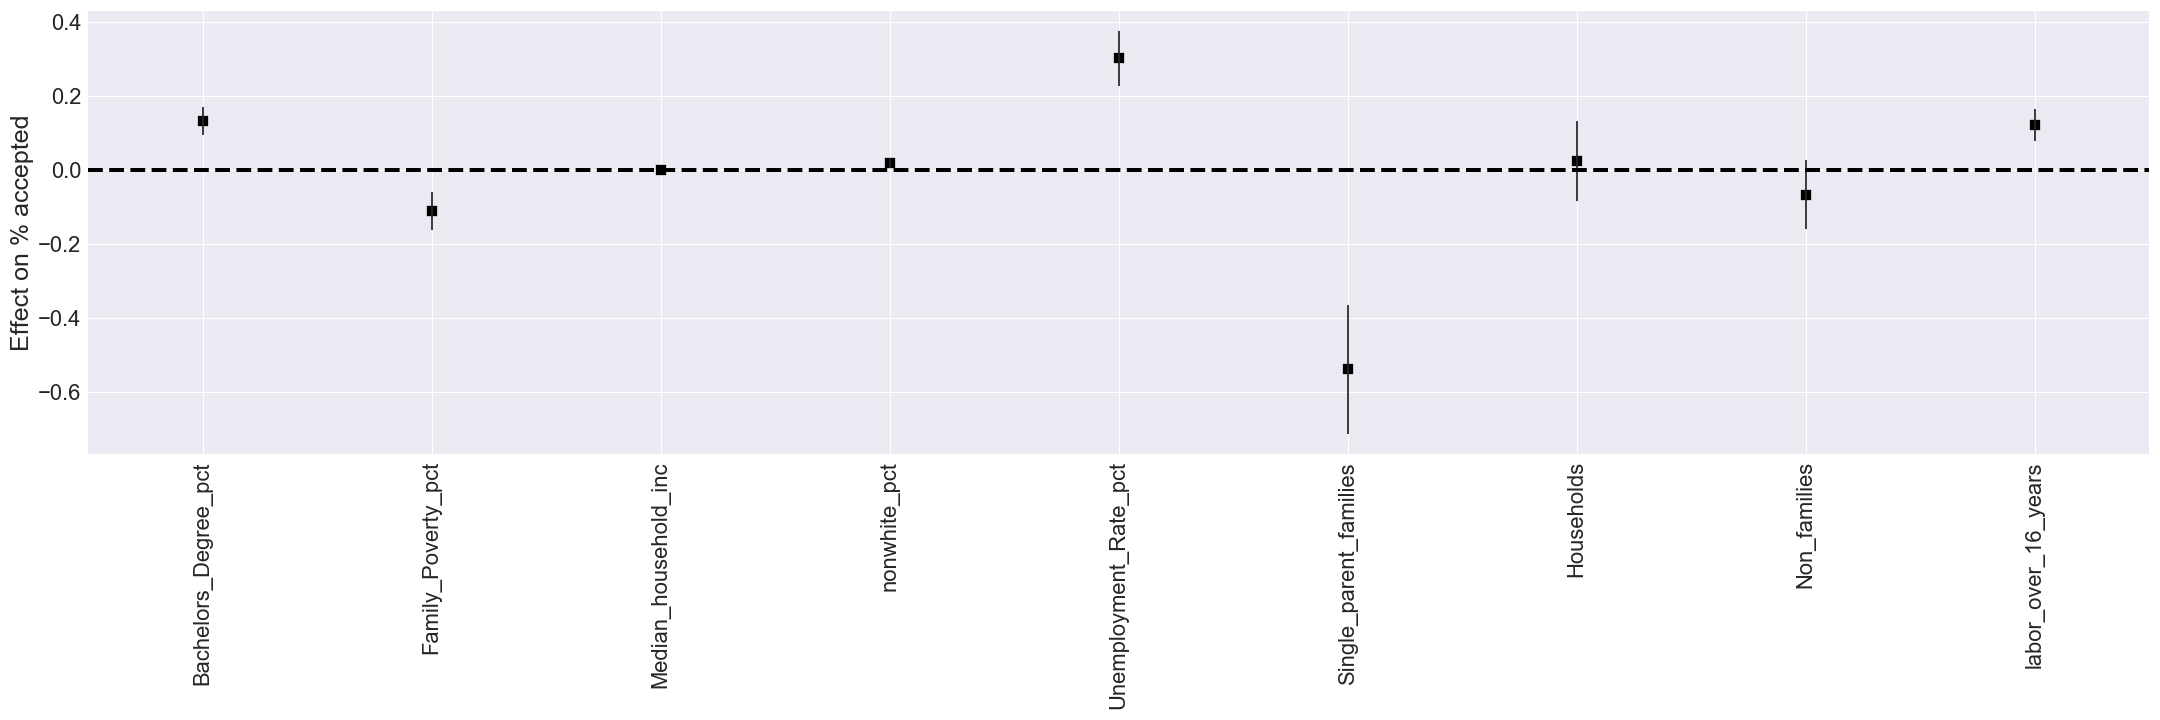 0.4
0.2
0.0
−0.2
−0.4
−0.6
Effect on % accepted
Bachelors_Degree_pct
Family_Poverty_pct
Median_household_inc
nonwhite_pct
Unemployment_Rate_pct
Single_parent_families
Households
Non_families
labor_over_16_years